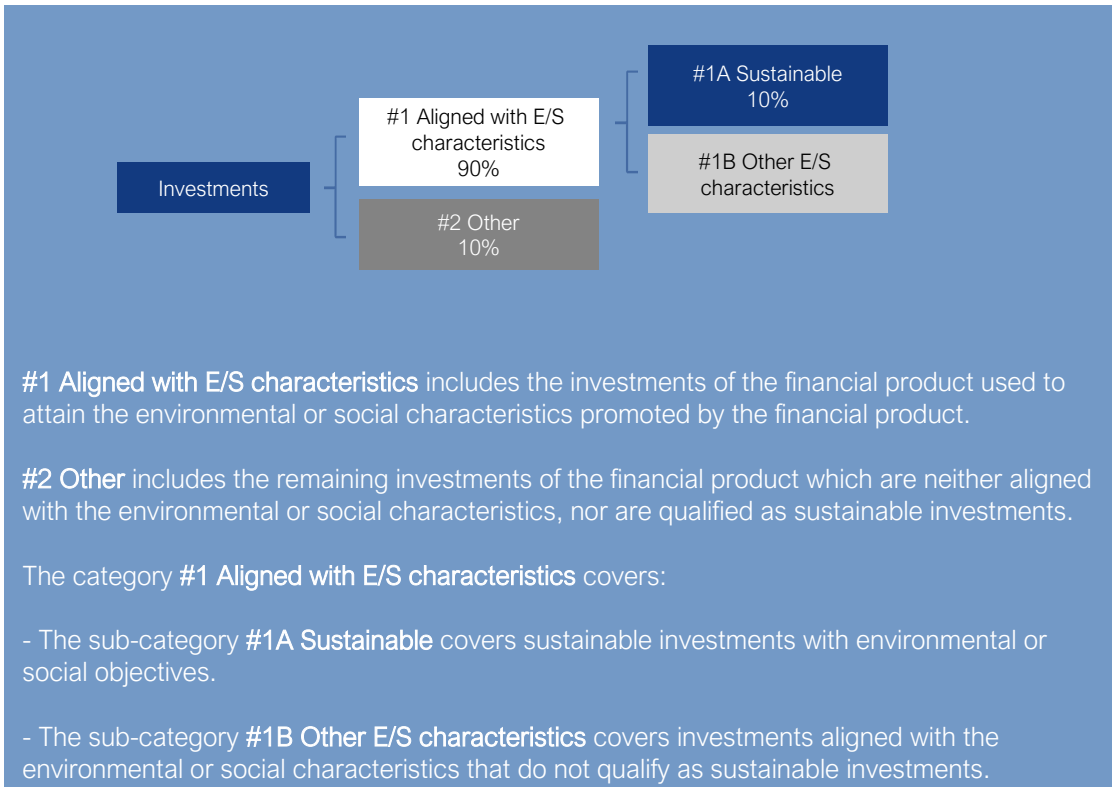 #1A Sustainable
10%
#1 Aligned with E/S
characteristics
90%
#1B Other E/S
characteristics
Investments
#2 Other
10%
#1 Aligned with E/S characteristics includes the investments of the financial product used to
attain the environmental or social characteristics promoted by the financial product.
#2 Other includes the remaining investments of the financial product which are neither aligned
with the environmental or social characteristics, nor are qualified as sustainable investments.
The category #1 Aligned with E/S characteristics covers:
- The sub-category #1A Sustainable covers sustainable investments with environmental or
social objectives.
- The sub-category #1B Other E/S characteristics covers investments aligned with the
environmental or social characteristics that do not qualify as sustainable investments.